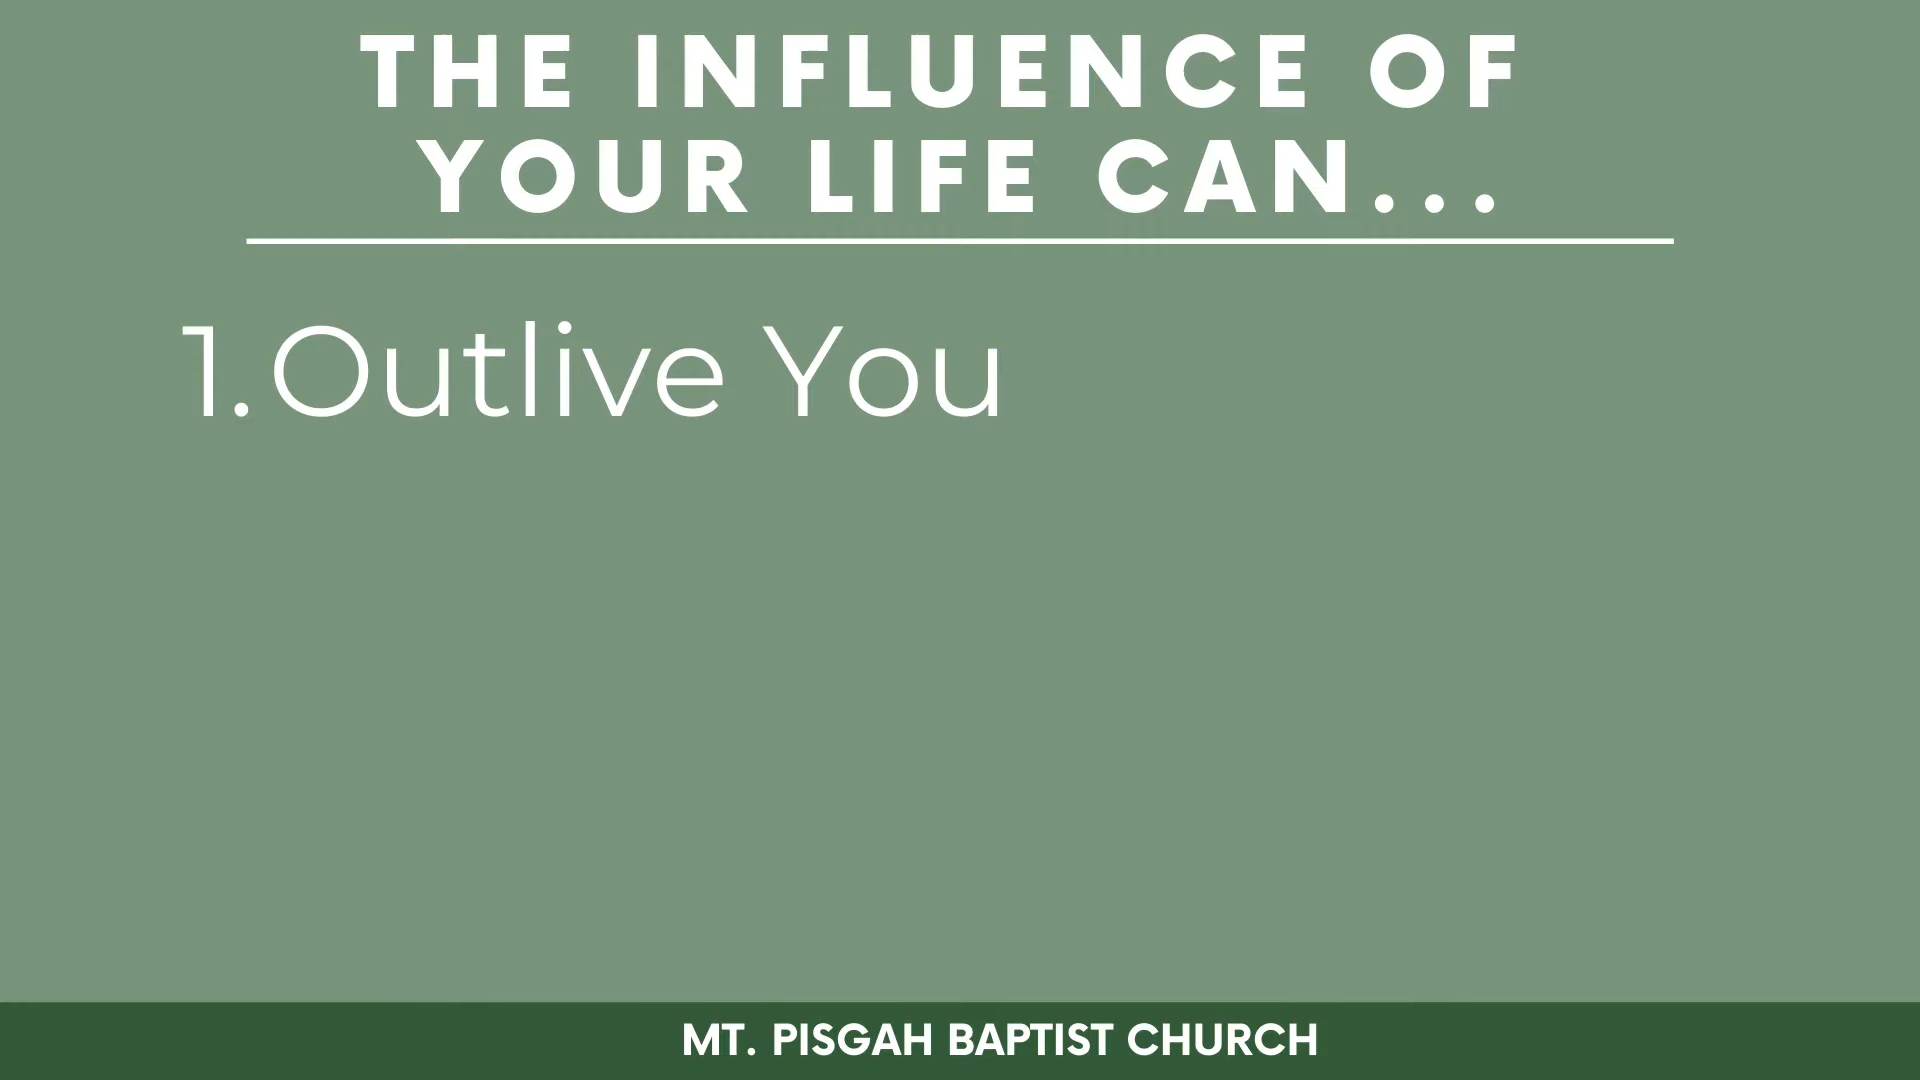 THE INFLUENCE OF
YOUR LIFE CAN...
1. Outlive You
MT. PISGAH BAPTIST CHURCH